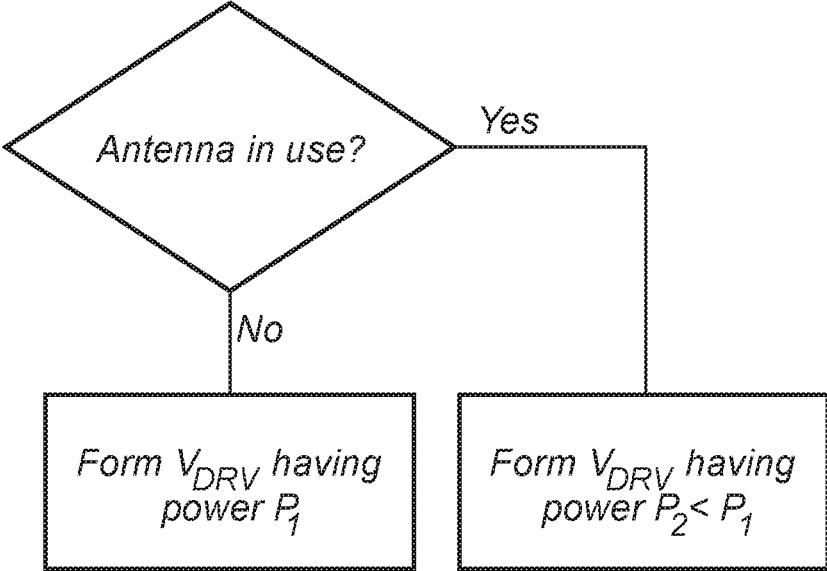 Antenna in use?
Yes
No
Form V_DRV having
power P_1
Form V_DRV having
power P_2 < P_1